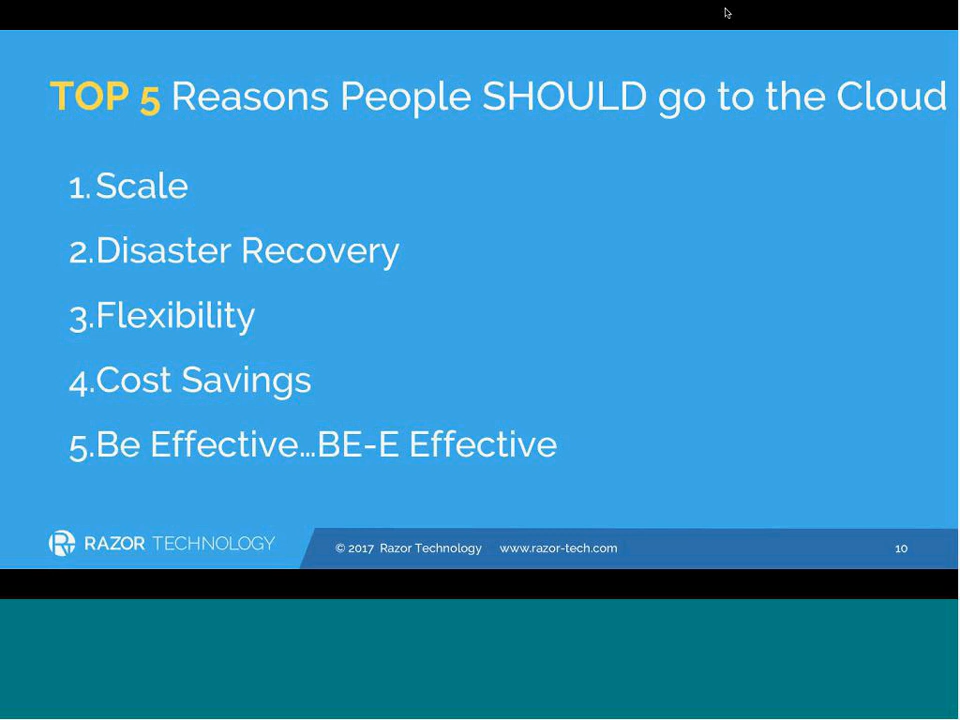 TOP 5 Reasons People SHOULD go to the Cloud
1. Scale
2.Disaster Recovery
3.Flexibility
4.Cost Savings
5.Be Effective…BE-E Effective
RAZOR TECHNOLOGY
© 2017 Razor Technology www.razor-tech.com 10